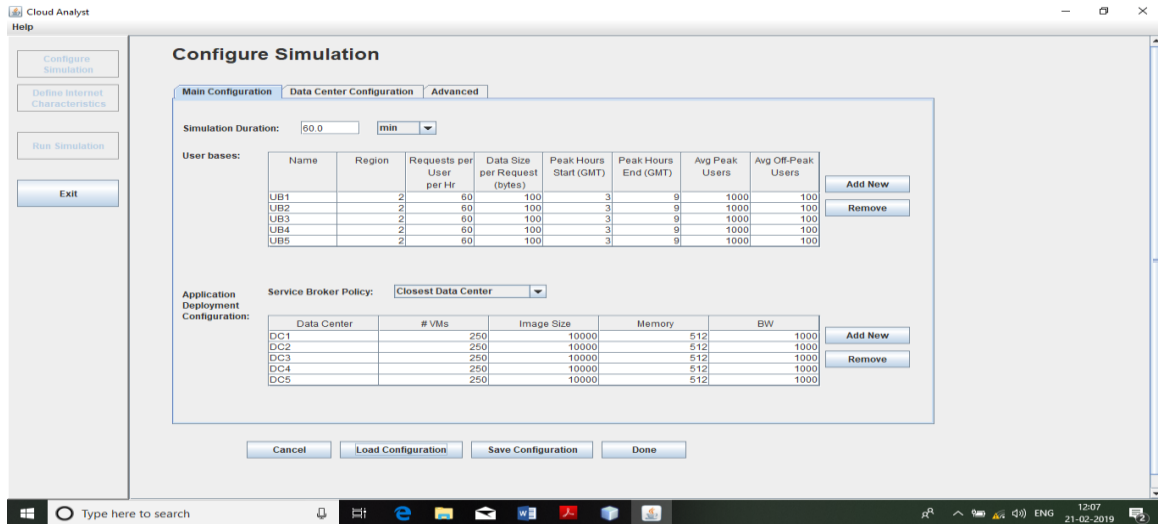 Cloud Analyst
Help
Configure Simulation
Define Internet Characteristics
Run Simulation
Exit
Configure Simulation
Main Configuration Data Center Configuration Advanced
Simulation Duration: 60.0 min
User bases:
Name Region Requests per User per Hr Data Size per Request (bytes) Peak Hours Start (GMT) Peak Hours End (GMT) Avg Peak Users Avg Off-Peak Users
UB1 2 60 100 3 9 1000 100
UB2 2 60 100 3 9 1000 100
UB3 2 60 100 3 9 1000 100
UB4 2 60 100 3 9 1000 100
UB5 2 60 100 3 9 1000 100
Add New
Remove
Application Deployment Configuration:
Service Broker Policy: Closest Data Center
Data Center # VMs Image Size Memory BW
DC1 250 10000 512 1000
DC2 250 10000 512 1000
DC3 250 10000 512 1000
DC4 250 10000 512 1000
DC5 250 10000 512 1000
Add New
Remove
Cancel Load Configuration Save Configuration Done
Type here to search
ENG
12:07
21-02-2019
2